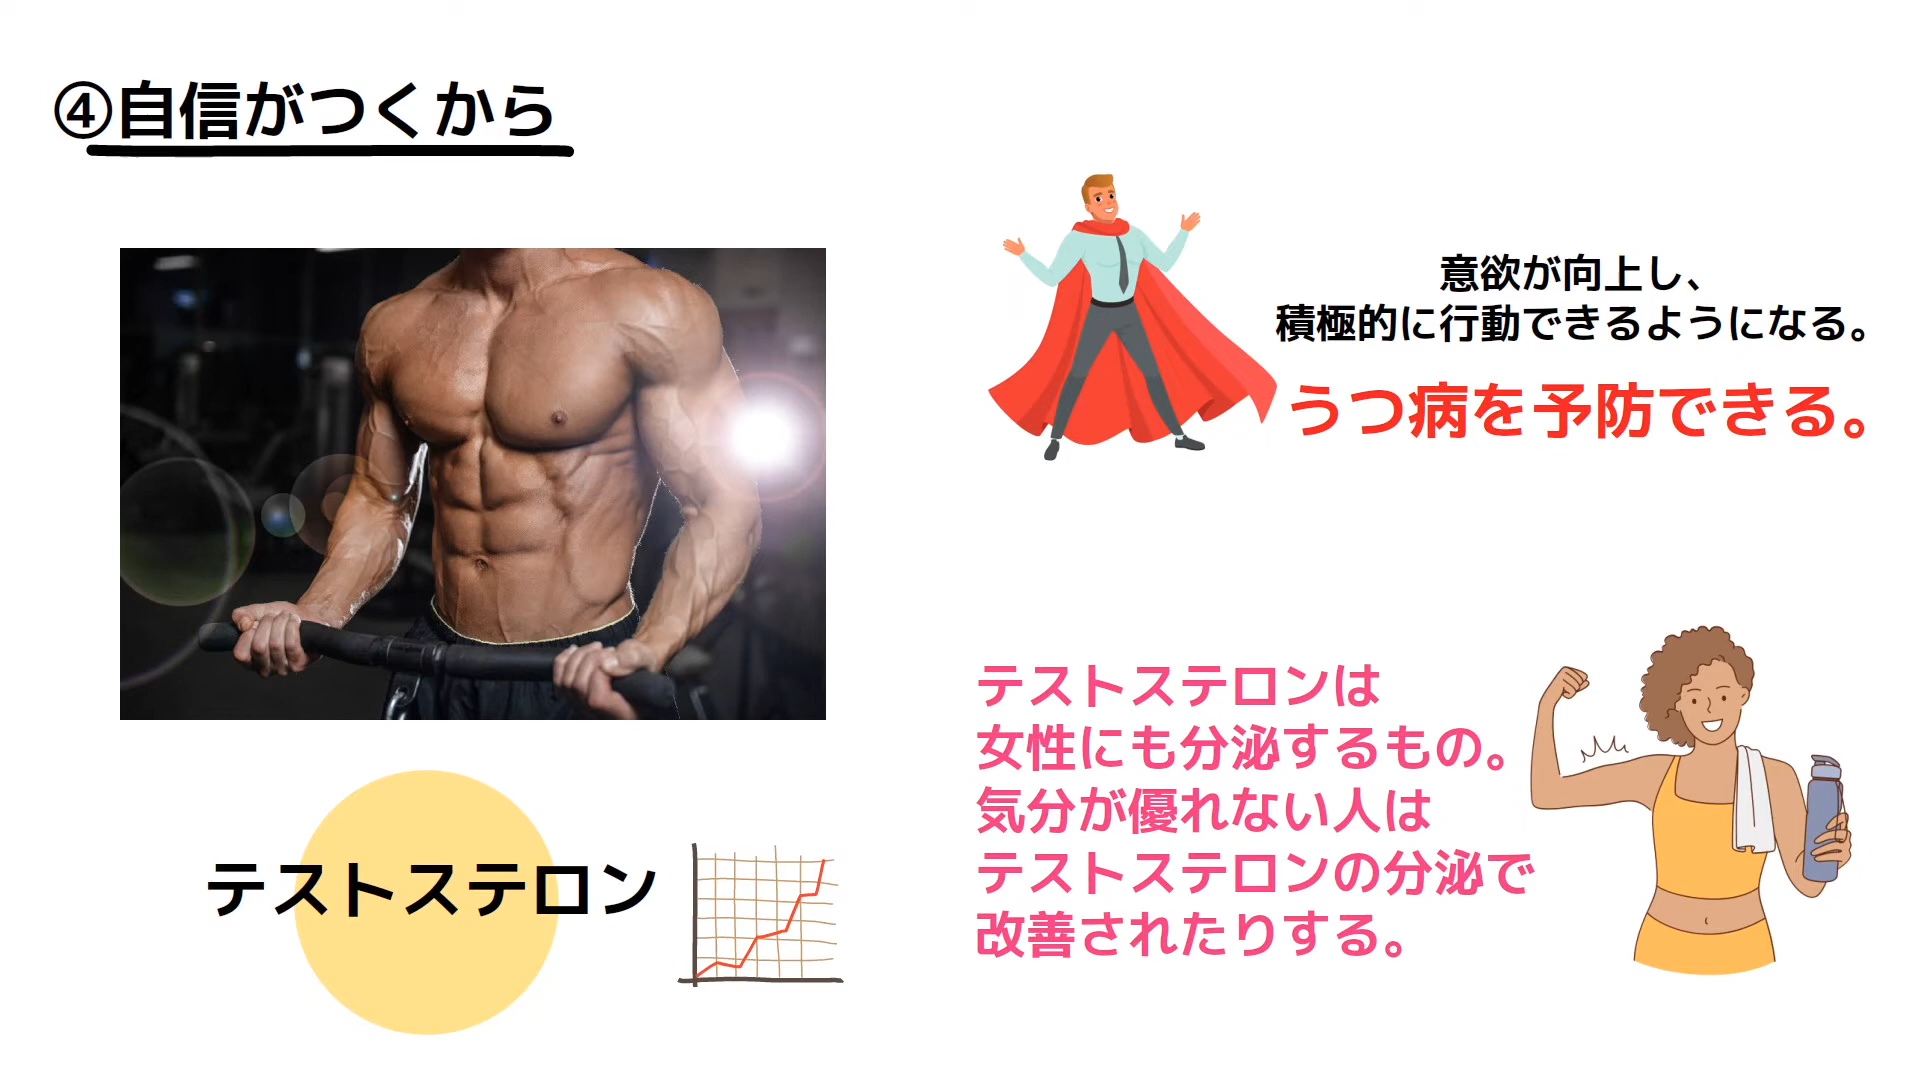 ④自信がつくから
意欲が向上し、
積極的に行動できるようになる。
うつ病を予防できる。
テストステロン
テストステロンは
女性にも分泌するもの。
気分が優れない人は
テストステロンの分泌で
改善されたりする。